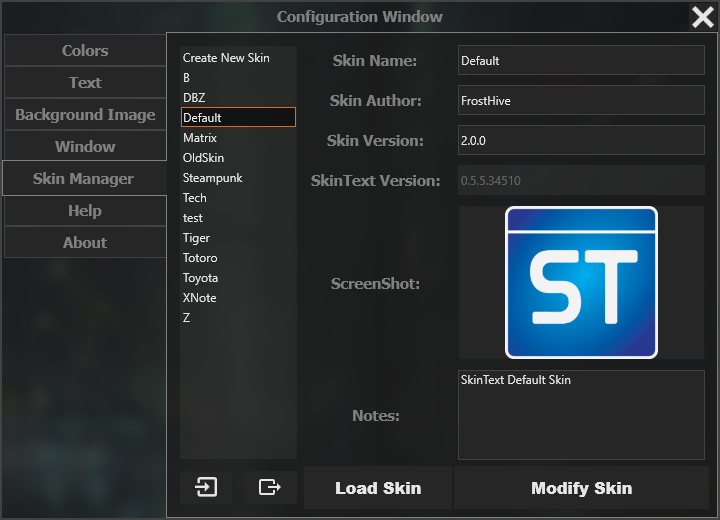 Configuration Window
Colors
Text
Background Image
Window
Skin Manager
Help
About
Create New Skin
B
DBZ
Default
Matrix
OldSkin
Steampunk
Tech
test
Tiger
Totoro
Toyota
XNote
Z
Skin Name:
Default
Skin Author:
FrostHive
Skin Version:
2.0.0
SkinText Version:
0.5.5.34510
ScreenShot:
ST
Notes:
SkinText Default Skin
Load Skin
Modify Skin